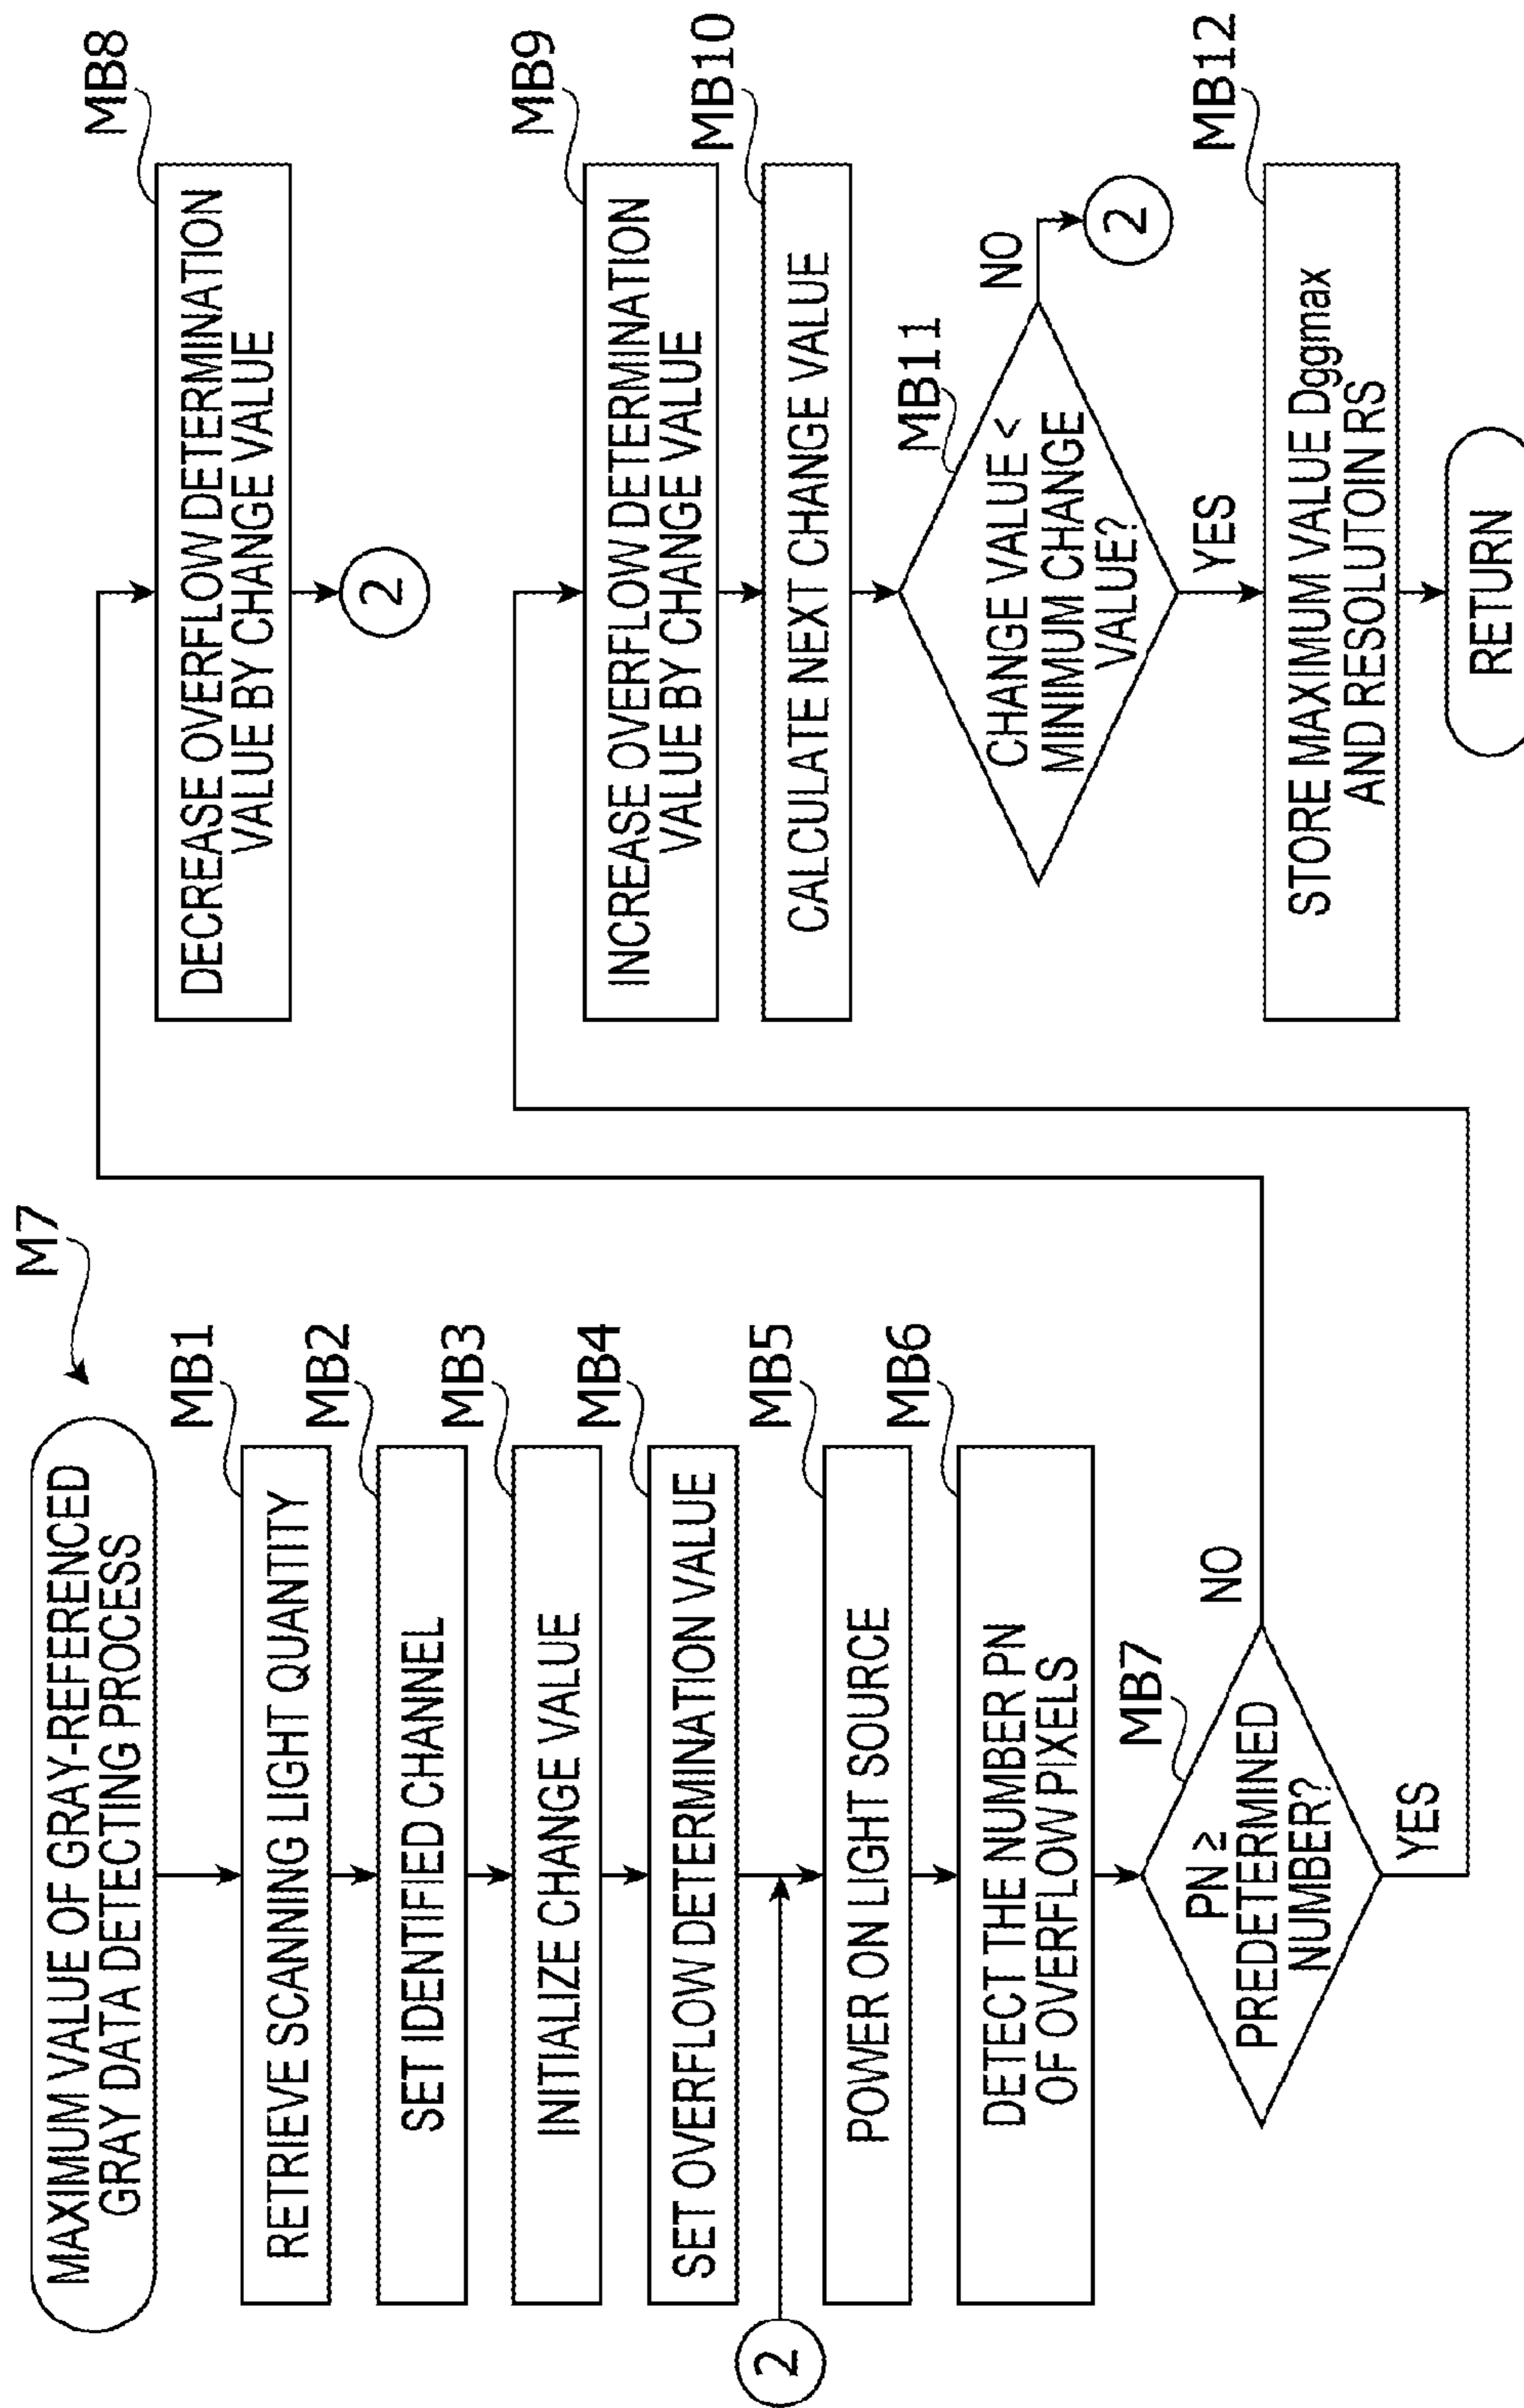 M7
MAXIMUM VALUE OF GRAY-REFERENCED
GRAY DATA DETECTING PROCESS
MB1
RETRIEVE SCANNING LIGHT QUANTITY
MB2
SET IDENTIFIED CHANNEL
MB3
INITIALIZE CHANGE VALUE
MB4
SET OVERFLOW DETERMINATION VALUE
2
MB5
POWER ON LIGHT SOURCE
MB6
DETECT THE NUMBER PN
OF OVERFLOW PIXELS
MB7
PN ≥
PREDETERMINED
NUMBER?
NO
YES
MB8
DECREASE OVERFLOW DETERMINATION
VALUE BY CHANGE VALUE
2
MB9
INCREASE OVERFLOW DETERMINATION
VALUE BY CHANGE VALUE
MB10
CALCULATE NEXT CHANGE VALUE
MB11
CHANGE VALUE <
MINIMUM CHANGE
VALUE?
NO
2
YES
MB12
STORE MAXIMUM VALUE Dggmax
AND RESOLUTOIN RS
RETURN